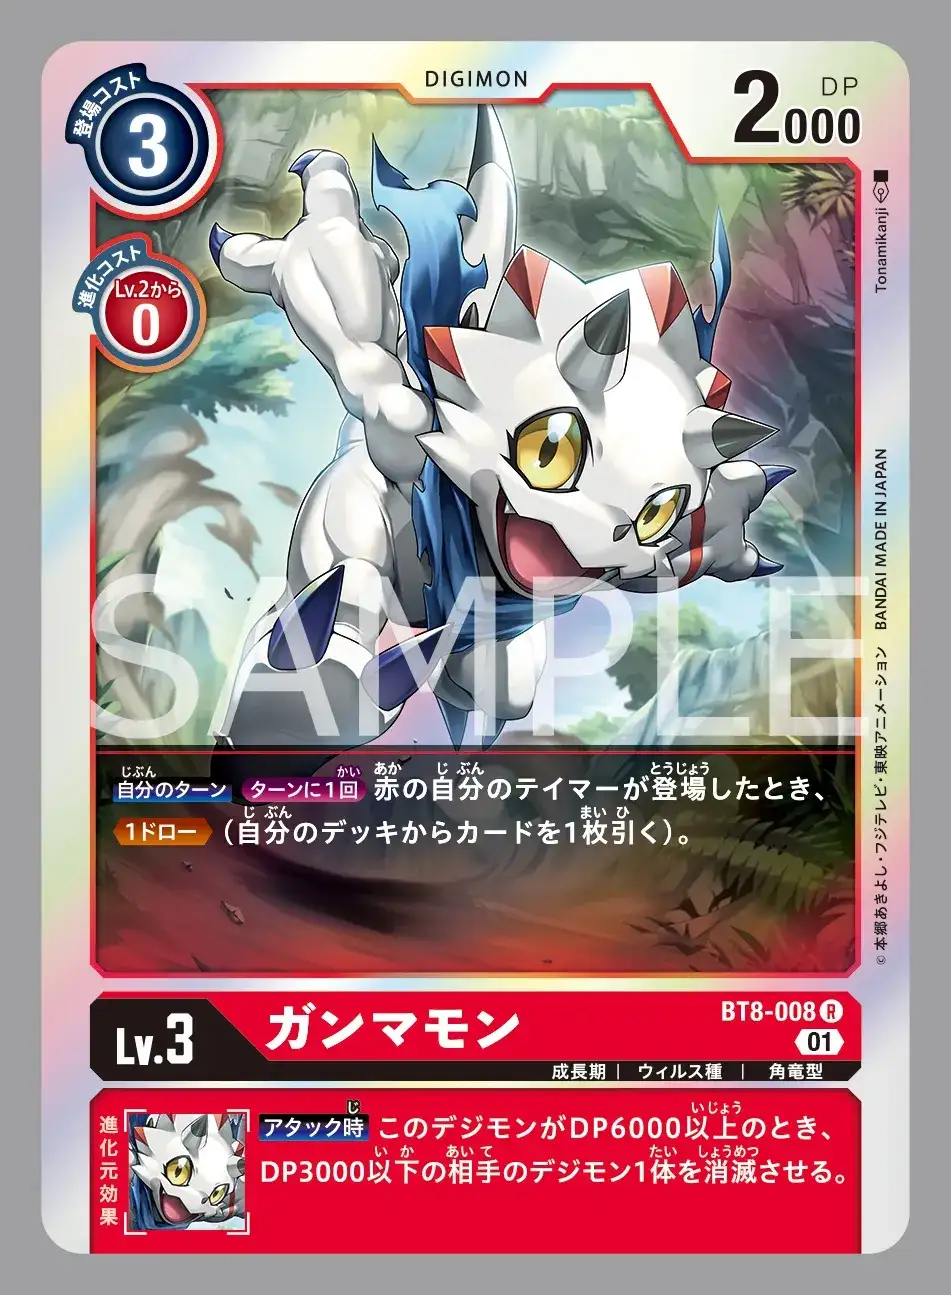 登場コスト
3
DIGIMON
DP
2000
進化コスト
Lv.2から
0
Tonamikanji
SAMPLE
自分のターン ターンに1回 赤の自分のテイマーが登場したとき、
1ドロー (自分のデッキからカードを1枚引く)。
©本郷あきよし・フジテレビ・東映アニメーション BANDAI MADE IN JAPAN
Lv.3
ガンマモン
BT8-008 R
01
成長期 | ウィルス種 | 角竜型
進化元効果
アタック時 このデジモンがDP6000以上のとき、
DP3000以下の相手のデジモン1体を消滅させる。